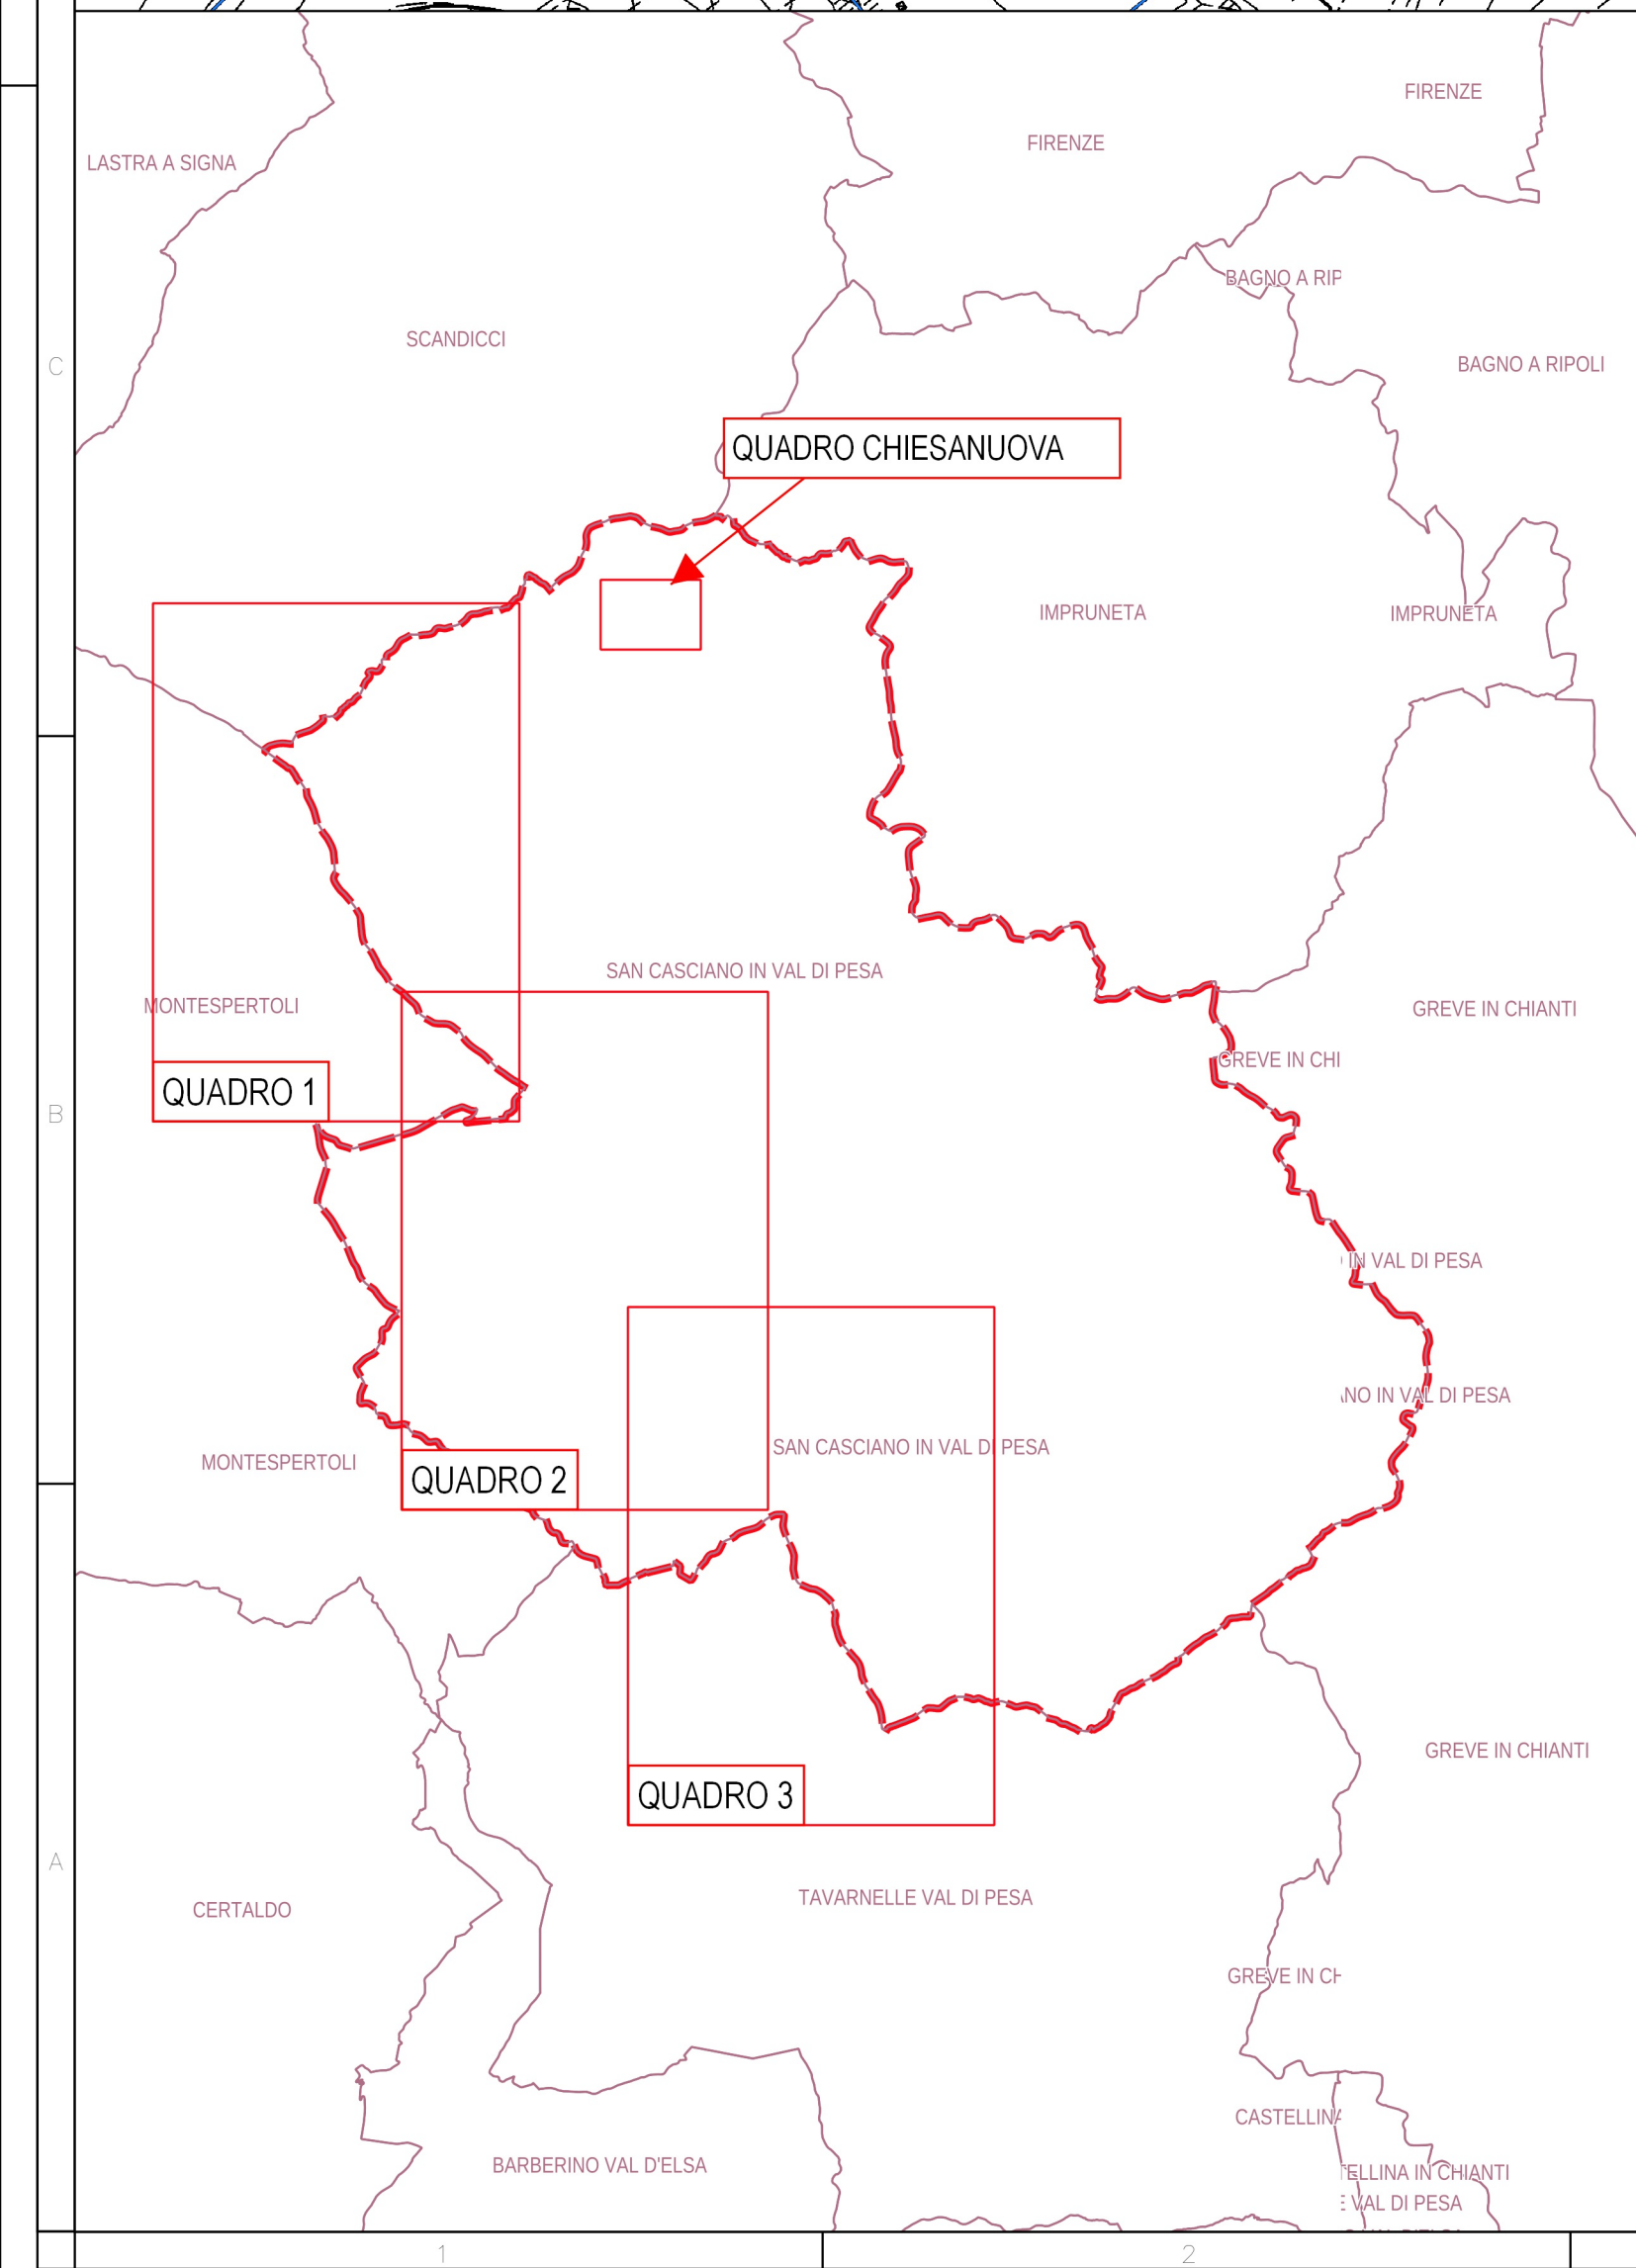 FIRENZE
FIRENZE
LASTRA A SIGNA
BAGNO A RIP
SCANDICCI
C
BAGNO A RIPOLI
QUADRO CHIESANUOVA
IMPRUNETA
IMPRUNETA
SAN CASCIANO IN VAL DI PESA
MONTESPERTOLI
GREVE IN CHIANTI
GREVE IN CHI
QUADRO 1
B
IN VAL DI PESA
NO IN VAL DI PESA
SAN CASCIANO IN VAL DI PESA
MONTESPERTOLI
QUADRO 2
GREVE IN CHIANTI
QUADRO 3
A
TAVARNELLE VAL DI PESA
CERTALDO
GREVE IN CH
CASTELLINA
BARBERINO VAL D'ELSA
TELLINA IN CHIANTI
E VAL DI PESA
1
2